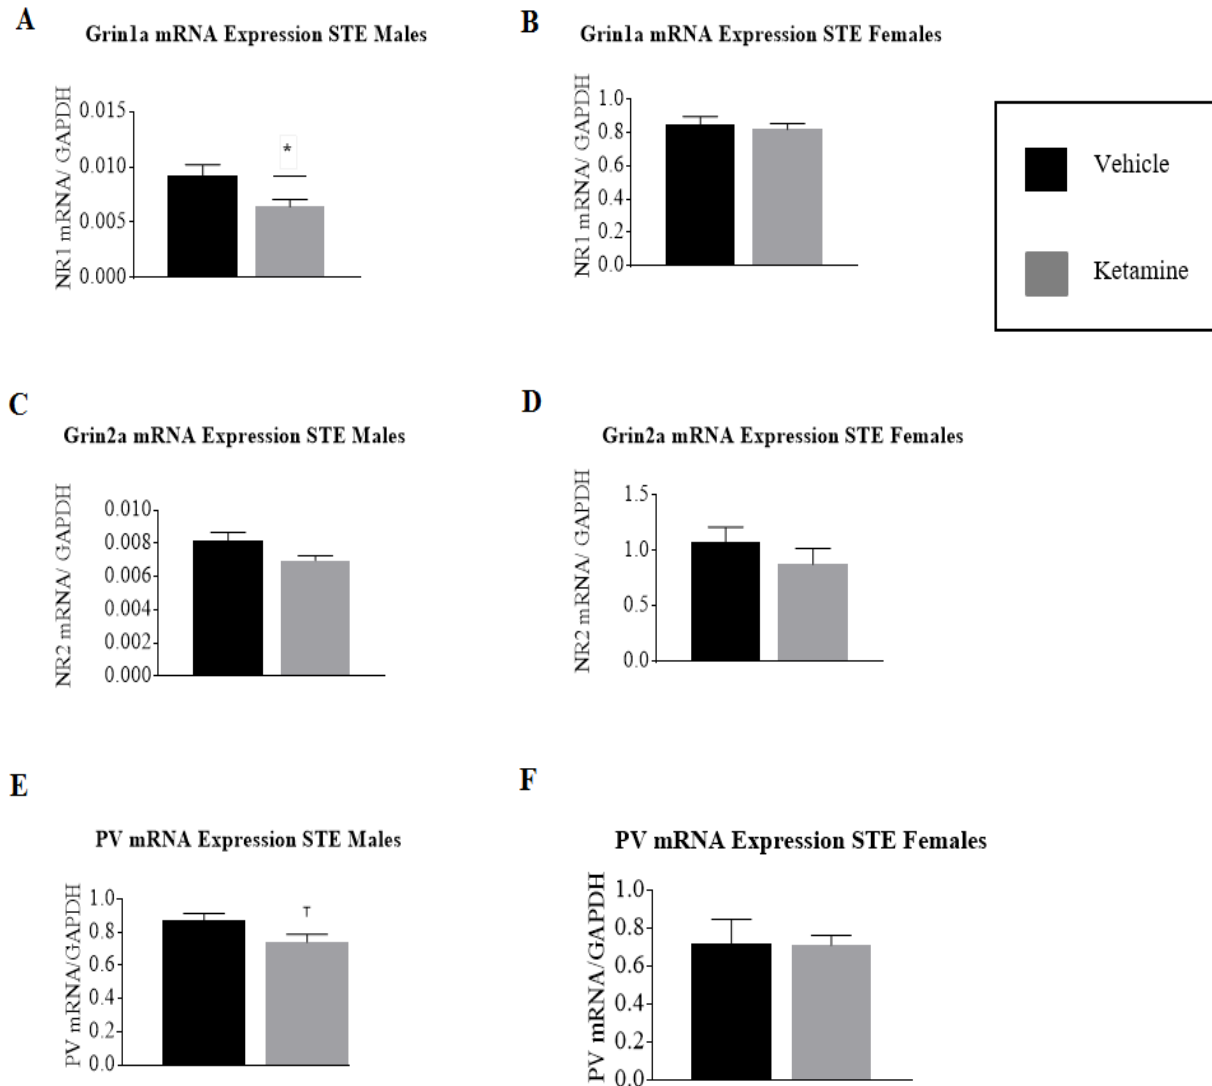 A
Grin1a mRNA Expression STE Males
NR1 mRNA/ GAPDH
0.015
0.010
0.005
0.000
*
B
Grin1a mRNA Expression STE Females
NR1 mRNA/ GAPDH
1.0
0.8
0.6
0.4
0.2
0.0
Vehicle
Ketamine
C
Grin2a mRNA Expression STE Males
NR2 mRNA/ GAPDH
0.010
0.008
0.006
0.004
0.002
0.000
D
Grin2a mRNA Expression STE Females
NR2 mRNA/ GAPDH
1.5
1.0
0.5
0.0
E
PV mRNA Expression STE Males
PV mRNA/GAPDH
1.0
0.8
0.6
0.4
0.2
0.0
T
F
PV mRNA Expression STE Females
PV mRNA/GAPDH
1.0
0.8
0.6
0.4
0.2
0.0